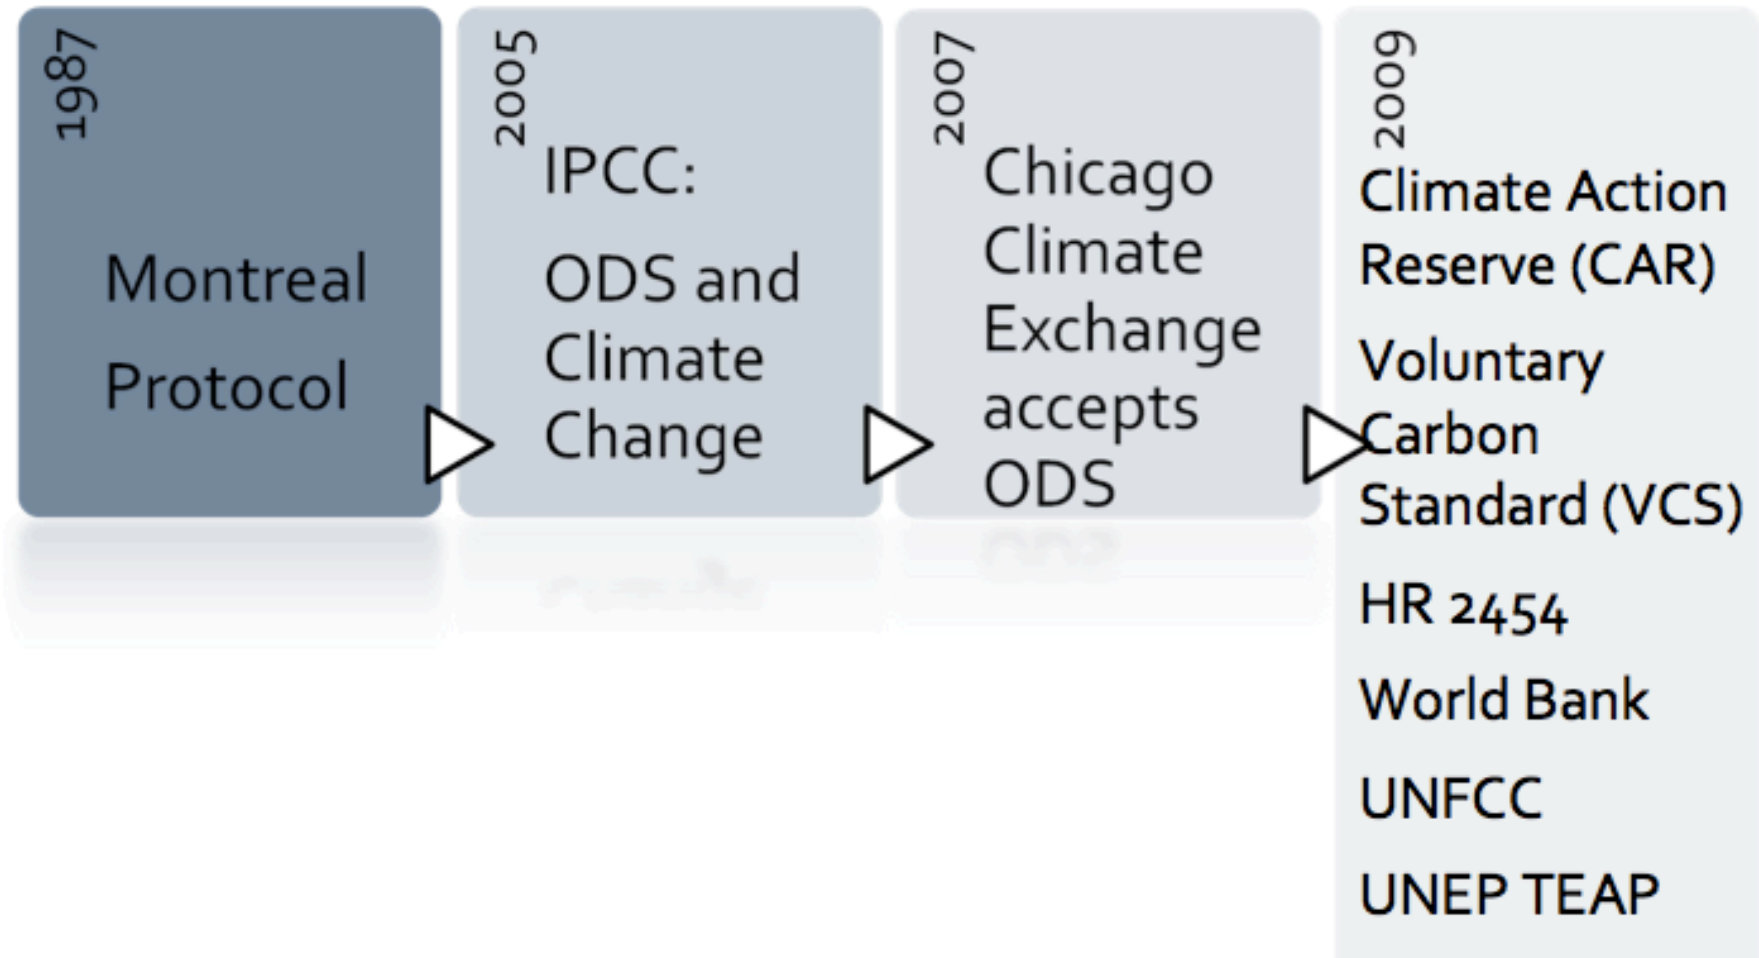 1987
Montreal
Protocol
2005
IPCC:
ODS and
Climate
Change
2007
Chicago
Climate
Exchange
accepts
ODS
2009
Climate Action
Reserve (CAR)
Voluntary
Carbon
Standard (VCS)
HR 2454
World Bank
UNFCC
UNEP TEAP